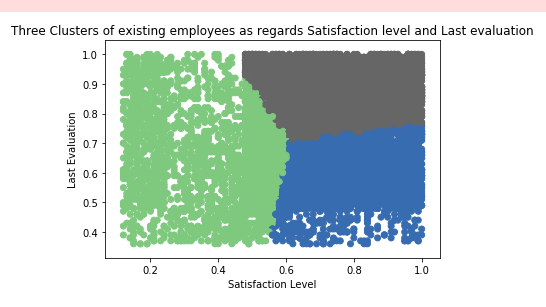 Three Clusters of existing employees as regards Satisfaction level and Last evaluation
1.0
0.9
0.8
0.7
0.6
0.5
0.4
Last Evaluation
0.2 0.4 0.6 0.8 1.0
Satisfaction Level